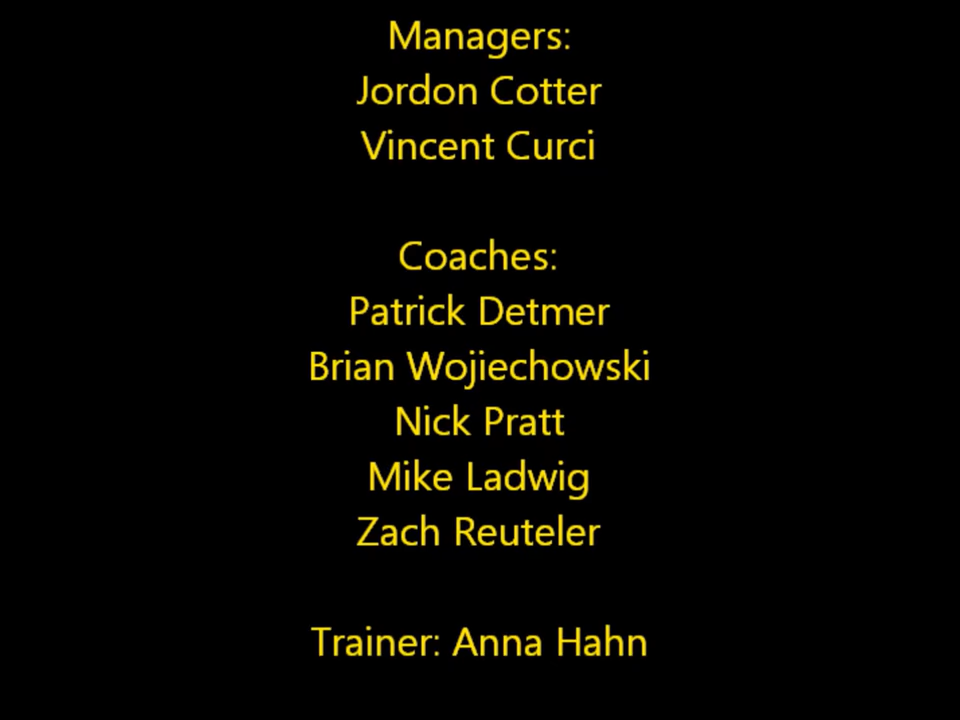 Managers:
Jordon Cotter
Vincent Curci
Coaches:
Patrick Detmer
Brian Wojiechowski
Nick Pratt
Mike Ladwig
Zach Reuteler
Trainer: Anna Hahn